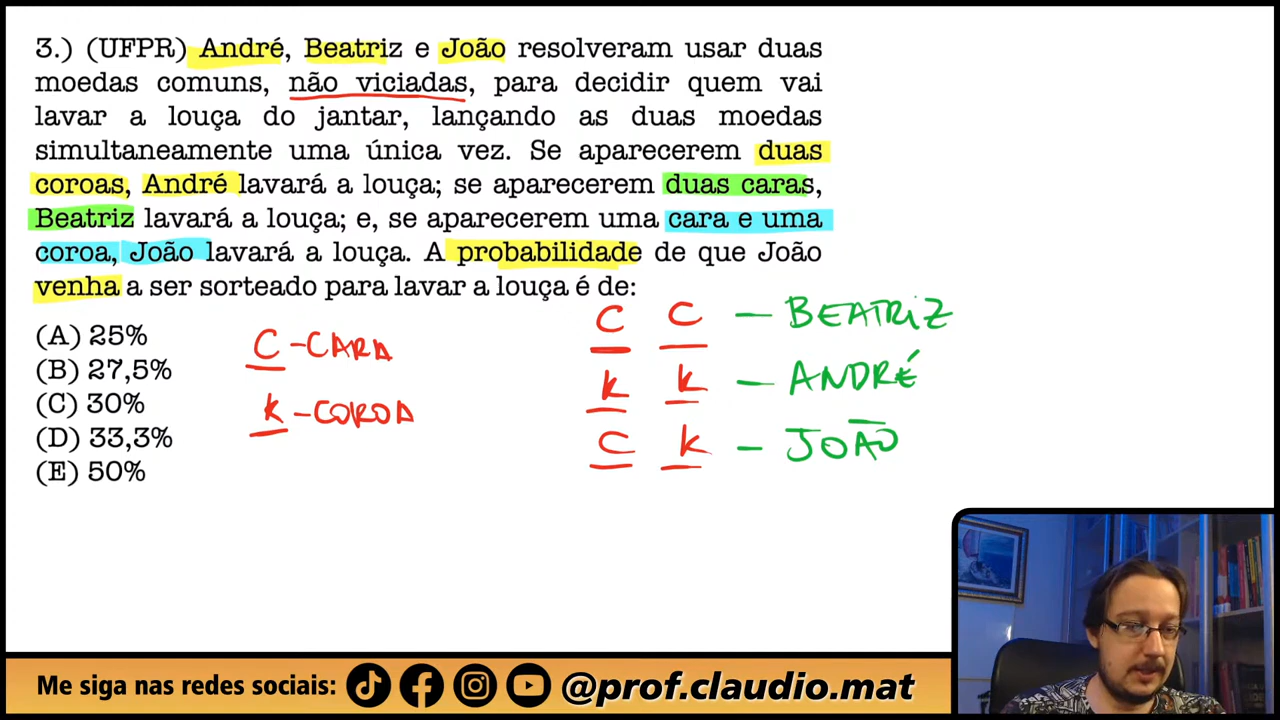 3.) (UFPR) André, Beatriz e João resolveram usar duas
moedas comuns, não viciadas, para decidir quem vai
lavar a louça do jantar, lançando as duas moedas
simultaneamente uma única vez. Se aparecerem duas
coroas, André lavará a louça; se aparecerem duas caras,
Beatriz lavará a louça; e, se aparecerem uma cara e uma
coroa, João lavará a louça. A probabilidade de que João
venha a ser sorteado para lavar a louça é de:
(A) 25%
(B) 27,5%
(C) 30%
(D) 33,3%
(E) 50%
C - CARA
K - COROA
C C — BEATRIZ
K K — ANDRÉ
C K — JOÃO
Me siga nas redes sociais: @prof.claudio.mat